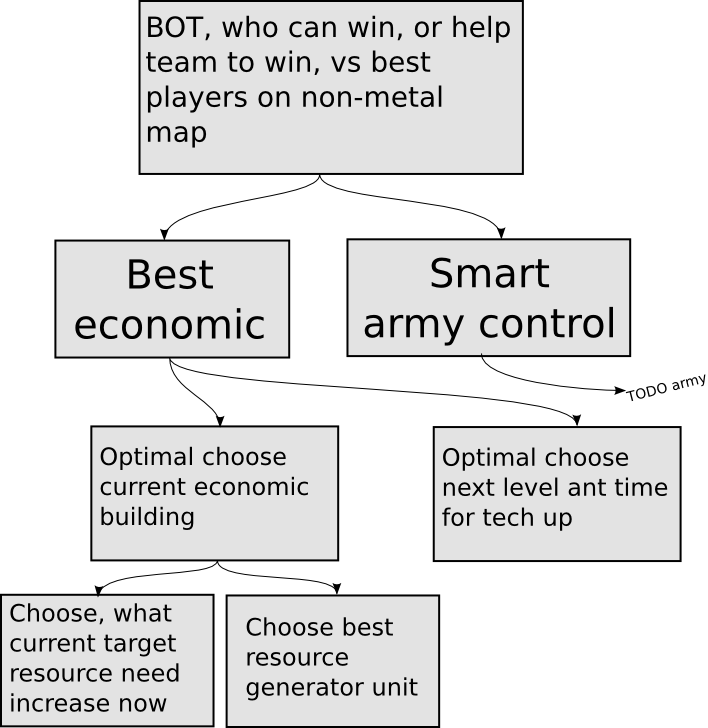 BOT, who can win, or help
team to win, vs best
players on non-metal
map
Best
economic
Smart
army control
TODO army
Optimal choose
current economic
building
Optimal choose
next level ant time
for tech up
Choose, what
current target
resource need
increase now
Choose best
resource
generator unit